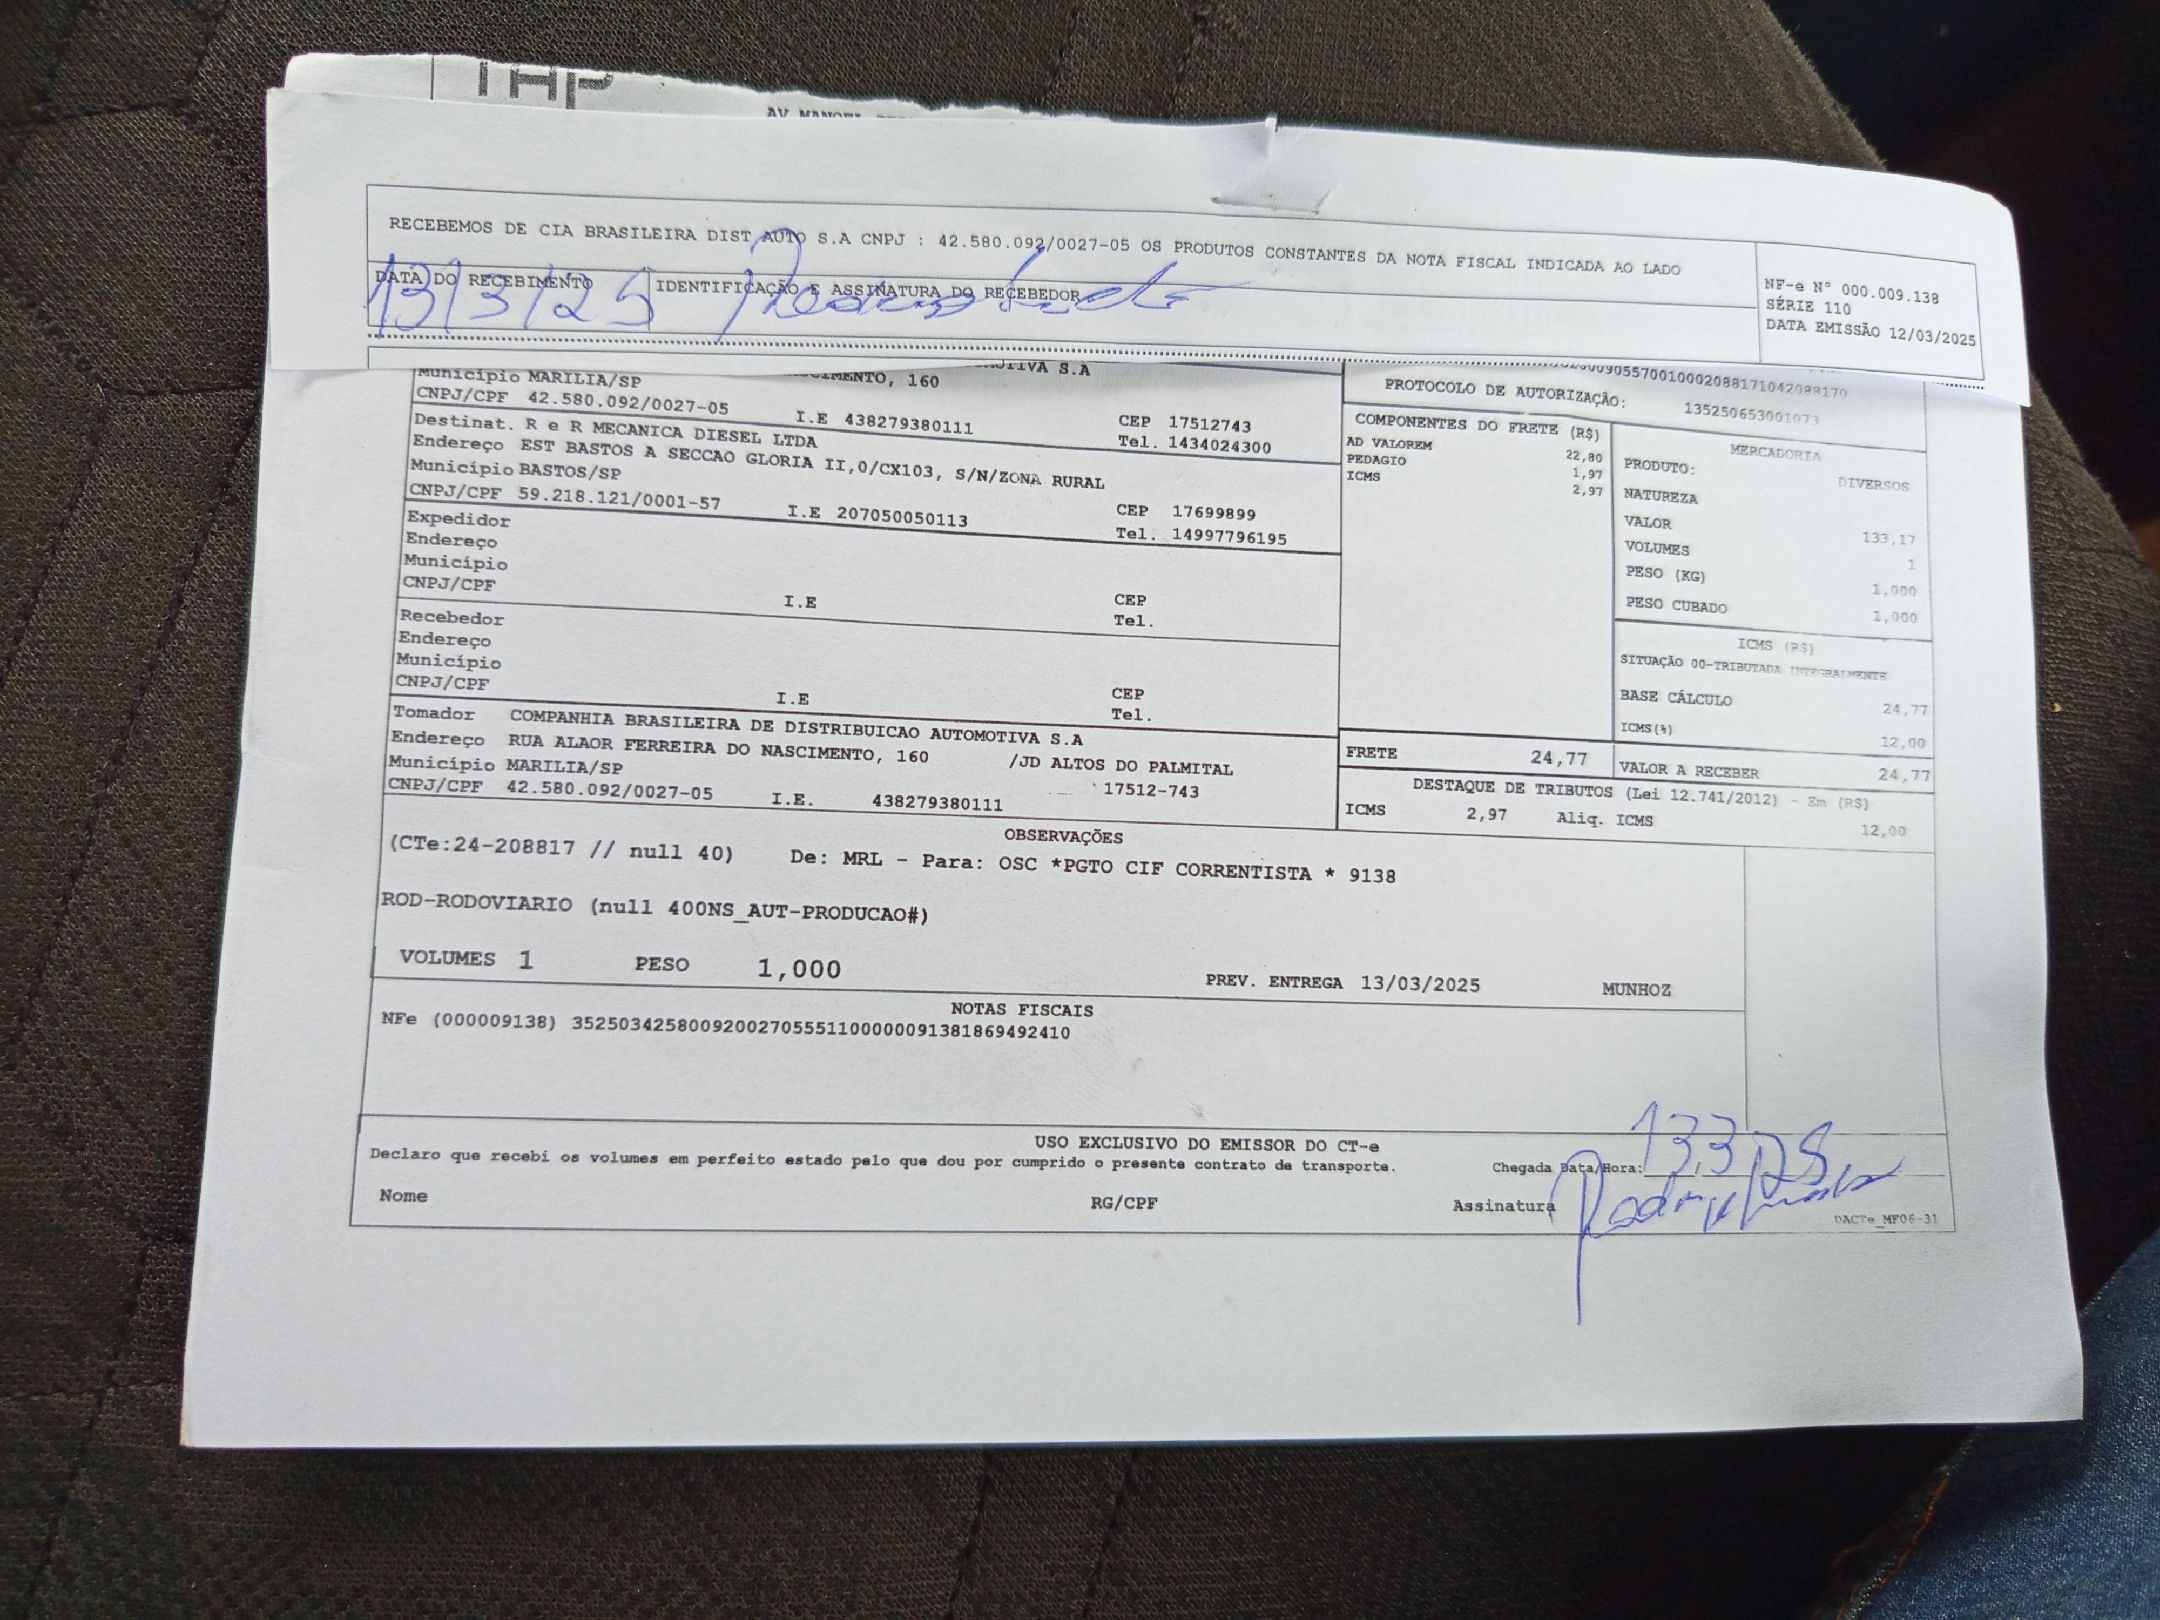 TAP
AV MANOEL
RECEBEMOS DE CIA BRASILEIRA DIST AUTO S.A CNPJ : 42.580.092/0027-05 OS PRODUTOS CONSTANTES DA NOTA FISCAL INDICADA AO LADO
DATA DO RECEBIMENTO
13/3/25
IDENTIFICAÇÃO E ASSINATURA DO RECEBEDOR
NF-e N° 000.009.138
SÉRIE 110
DATA EMISSÃO 12/03/2025
S.A
160
Município MARILIA/SP
CNPJ/CPF 42.580.092/0027-05 I.E 438279380111 CEP 17512743
Tel. 1434024300
Destinat. R e R MECANICA DIESEL LTDA
Endereço EST BASTOS A SECCAO GLORIA II,0/CX103, S/N/ZONA RURAL
Município BASTOS/SP
CNPJ/CPF 59.218.121/0001-57 I.E 207050050113 CEP 17699899
Tel. 14997796195
Expedidor
Endereço
Município
CNPJ/CPF I.E CEP
Tel.
Recebedor
Endereço
Município
CNPJ/CPF I.E CEP
Tel.
Tomador COMPANHIA BRASILEIRA DE DISTRIBUICAO AUTOMOTIVA S.A
Endereço RUA ALAOR FERREIRA DO NASCIMENTO, 160 /JD ALTOS DO PALMITAL
Município MARILIA/SP 17512-743
CNPJ/CPF 42.580.092/0027-05 I.E. 438279380111
PROTOCOLO DE AUTORIZAÇÃO: 135250653001073
COMPONENTES DO FRETE (R$)
AD VALOREM 22,80
PEDAGIO 1,97
ICMS 2,97
MERCADORIA
PRODUTO: DIVERSOS
NATUREZA
VALOR 133,17
VOLUMES 1
PESO (KG) 1,000
PESO CUBADO 1,000
ICMS (R$)
SITUAÇÃO 00-TRIBUTADA INTEGRALMENTE
BASE CÁLCULO 24,77
ICMS(%) 12,00
FRETE 24,77
VALOR A RECEBER 24,77
DESTAQUE DE TRIBUTOS (Lei 12.741/2012) - Em (R$)
ICMS 2,97 Aliq. ICMS 12,00
OBSERVAÇÕES
(CTe:24-208817 // null 40) De: MRL - Para: OSC *PGTO CIF CORRENTISTA * 9138
ROD-RODOVIARIO (null 400NS_AUT-PRODUCAO#)
VOLUMES 1 PESO 1,000 PREV. ENTREGA 13/03/2025 MUNHOZ
NOTAS FISCAIS
NFe (000009138) 35250342580092002705551100000091381869492410
USO EXCLUSIVO DO EMISSOR DO CT-e
Declaro que recebi os volumes em perfeito estado pelo que dou por cumprido o presente contrato de transporte.
Chegada Data/Hora: 13 3 25
Nome RG/CPF Assinatura
DACTe_MF06-31